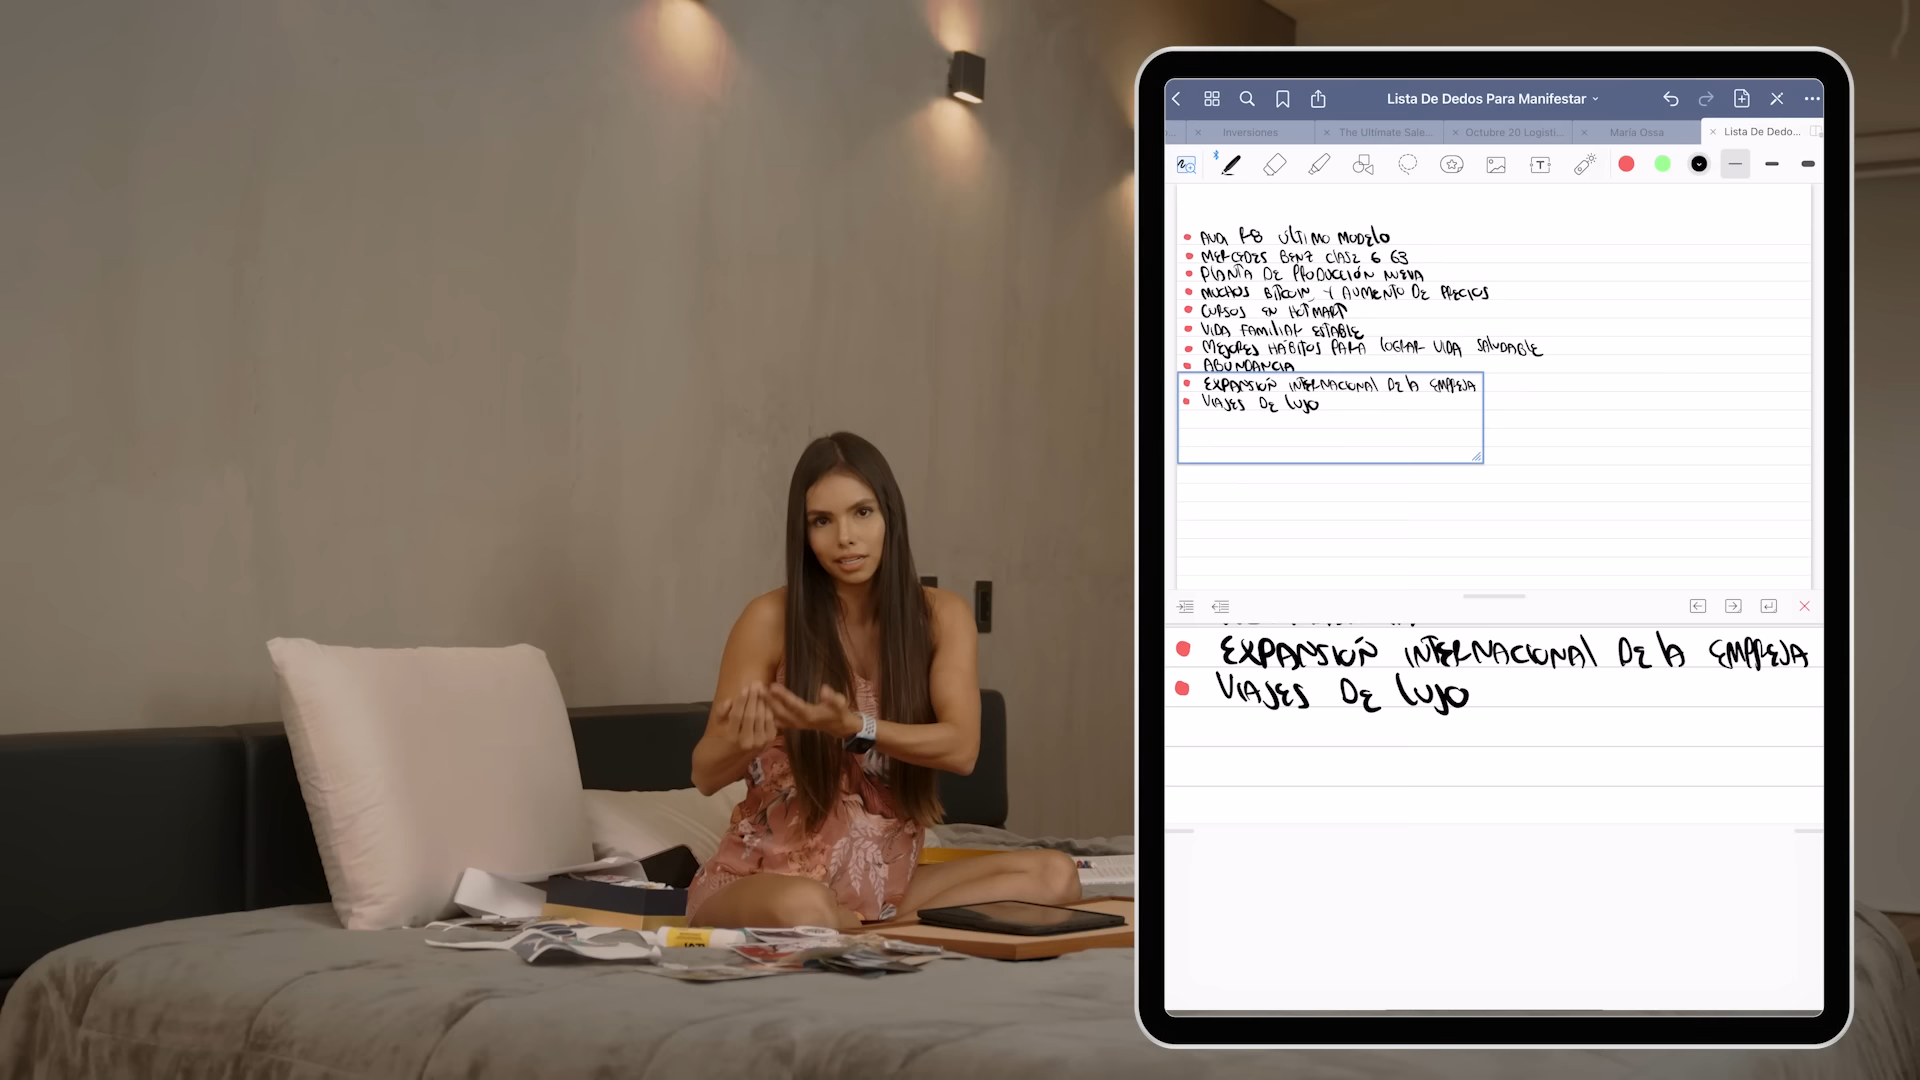 Lista De Dedos Para Manifestar
Inversiones
The Ultimate Sale...
Octubre 20 Logisti...
María Ossa
Lista De Dedo...
AUDI R8 ÚLTIMO MODELO
MERCEDES BENZ CLASE G 63
PLANTA DE PRODUCCIÓN NUEVA
MUCHOS BITCOIN Y AUMENTO DE PRECIOS
CURSOS EN HOTMART
VIDA FAMILIAR ESTABLE
MEJORES HÁBITOS PARA LOGRAR VIDA SALUDABLE
ABUNDANCIA
EXPANSIÓN INTERNACIONAL DE LA EMPRESA
VIAJES DE LUJO
EXPANSIÓN INTERNACIONAL DE LA EMPRESA
VIAJES DE LUJO